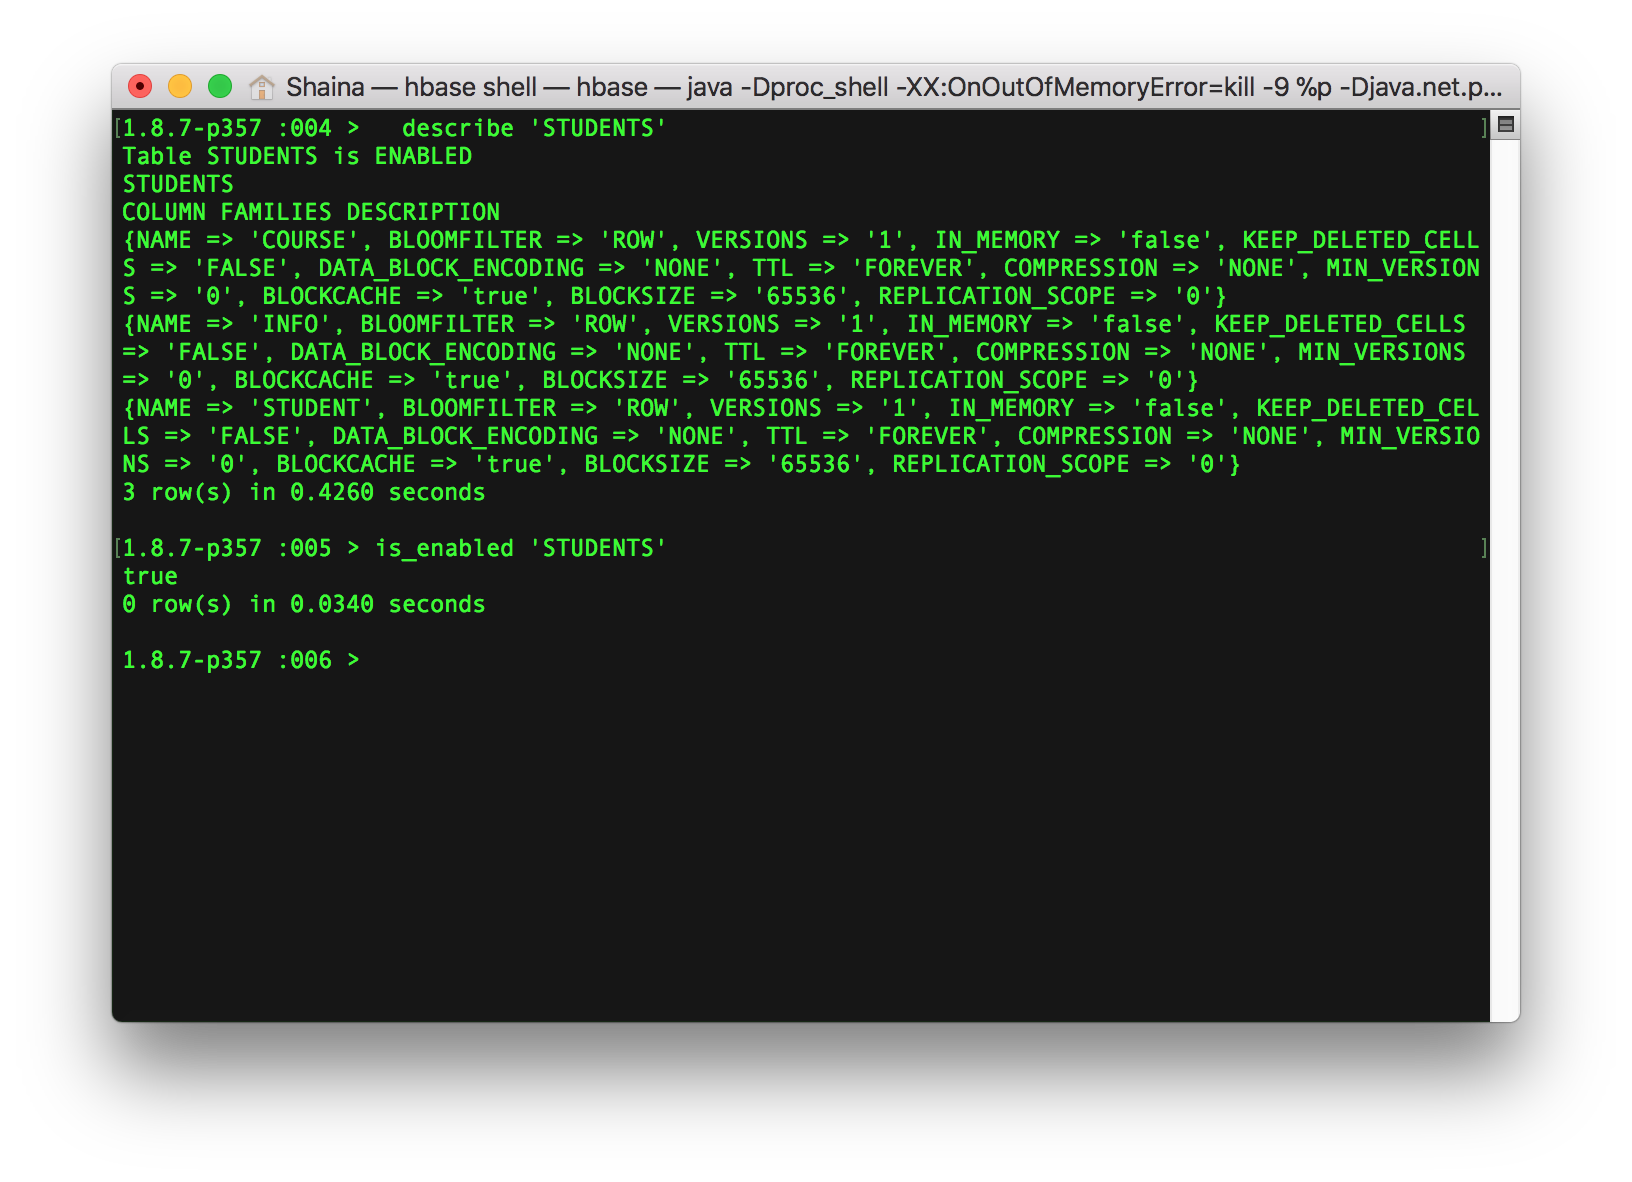 Shaina — hbase shell — hbase — java -Dproc_shell -XX:OnOutOfMemoryError=kill -9 %p -Djava.net.p...
[1.8.7-p357 :004 >   describe 'STUDENTS' ]
Table STUDENTS is ENABLED
STUDENTS
COLUMN FAMILIES DESCRIPTION
{NAME => 'COURSE', BLOOMFILTER => 'ROW', VERSIONS => '1', IN_MEMORY => 'false', KEEP_DELETED_CELL
S => 'FALSE', DATA_BLOCK_ENCODING => 'NONE', TTL => 'FOREVER', COMPRESSION => 'NONE', MIN_VERSION
S => '0', BLOCKCACHE => 'true', BLOCKSIZE => '65536', REPLICATION_SCOPE => '0'}
{NAME => 'INFO', BLOOMFILTER => 'ROW', VERSIONS => '1', IN_MEMORY => 'false', KEEP_DELETED_CELLS
=> 'FALSE', DATA_BLOCK_ENCODING => 'NONE', TTL => 'FOREVER', COMPRESSION => 'NONE', MIN_VERSIONS
=> '0', BLOCKCACHE => 'true', BLOCKSIZE => '65536', REPLICATION_SCOPE => '0'}
{NAME => 'STUDENT', BLOOMFILTER => 'ROW', VERSIONS => '1', IN_MEMORY => 'false', KEEP_DELETED_CEL
LS => 'FALSE', DATA_BLOCK_ENCODING => 'NONE', TTL => 'FOREVER', COMPRESSION => 'NONE', MIN_VERSIO
NS => '0', BLOCKCACHE => 'true', BLOCKSIZE => '65536', REPLICATION_SCOPE => '0'}
3 row(s) in 0.4260 seconds
[1.8.7-p357 :005 > is_enabled 'STUDENTS' ]
true
0 row(s) in 0.0340 seconds
1.8.7-p357 :006 >